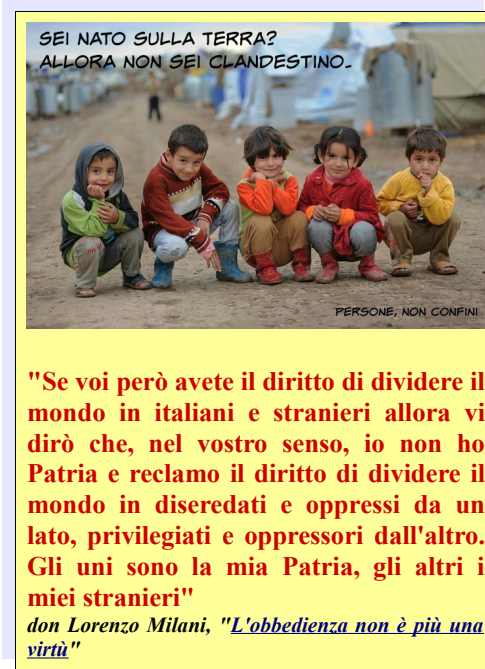 SEI NATO SULLA TERRA?
ALLORA NON SEI CLANDESTINO.
PERSONE, NON CONFINI
"Se voi però avete il diritto di dividere il
mondo in italiani e stranieri allora vi
dirò che, nel vostro senso, io non ho
Patria e reclamo il diritto di dividere il
mondo in diseredati e oppressi da un
lato, privilegiati e oppressori dall'altro.
Gli uni sono la mia Patria, gli altri i
miei stranieri"
don Lorenzo Milani, "L'obbedienza non è più una
virtù"